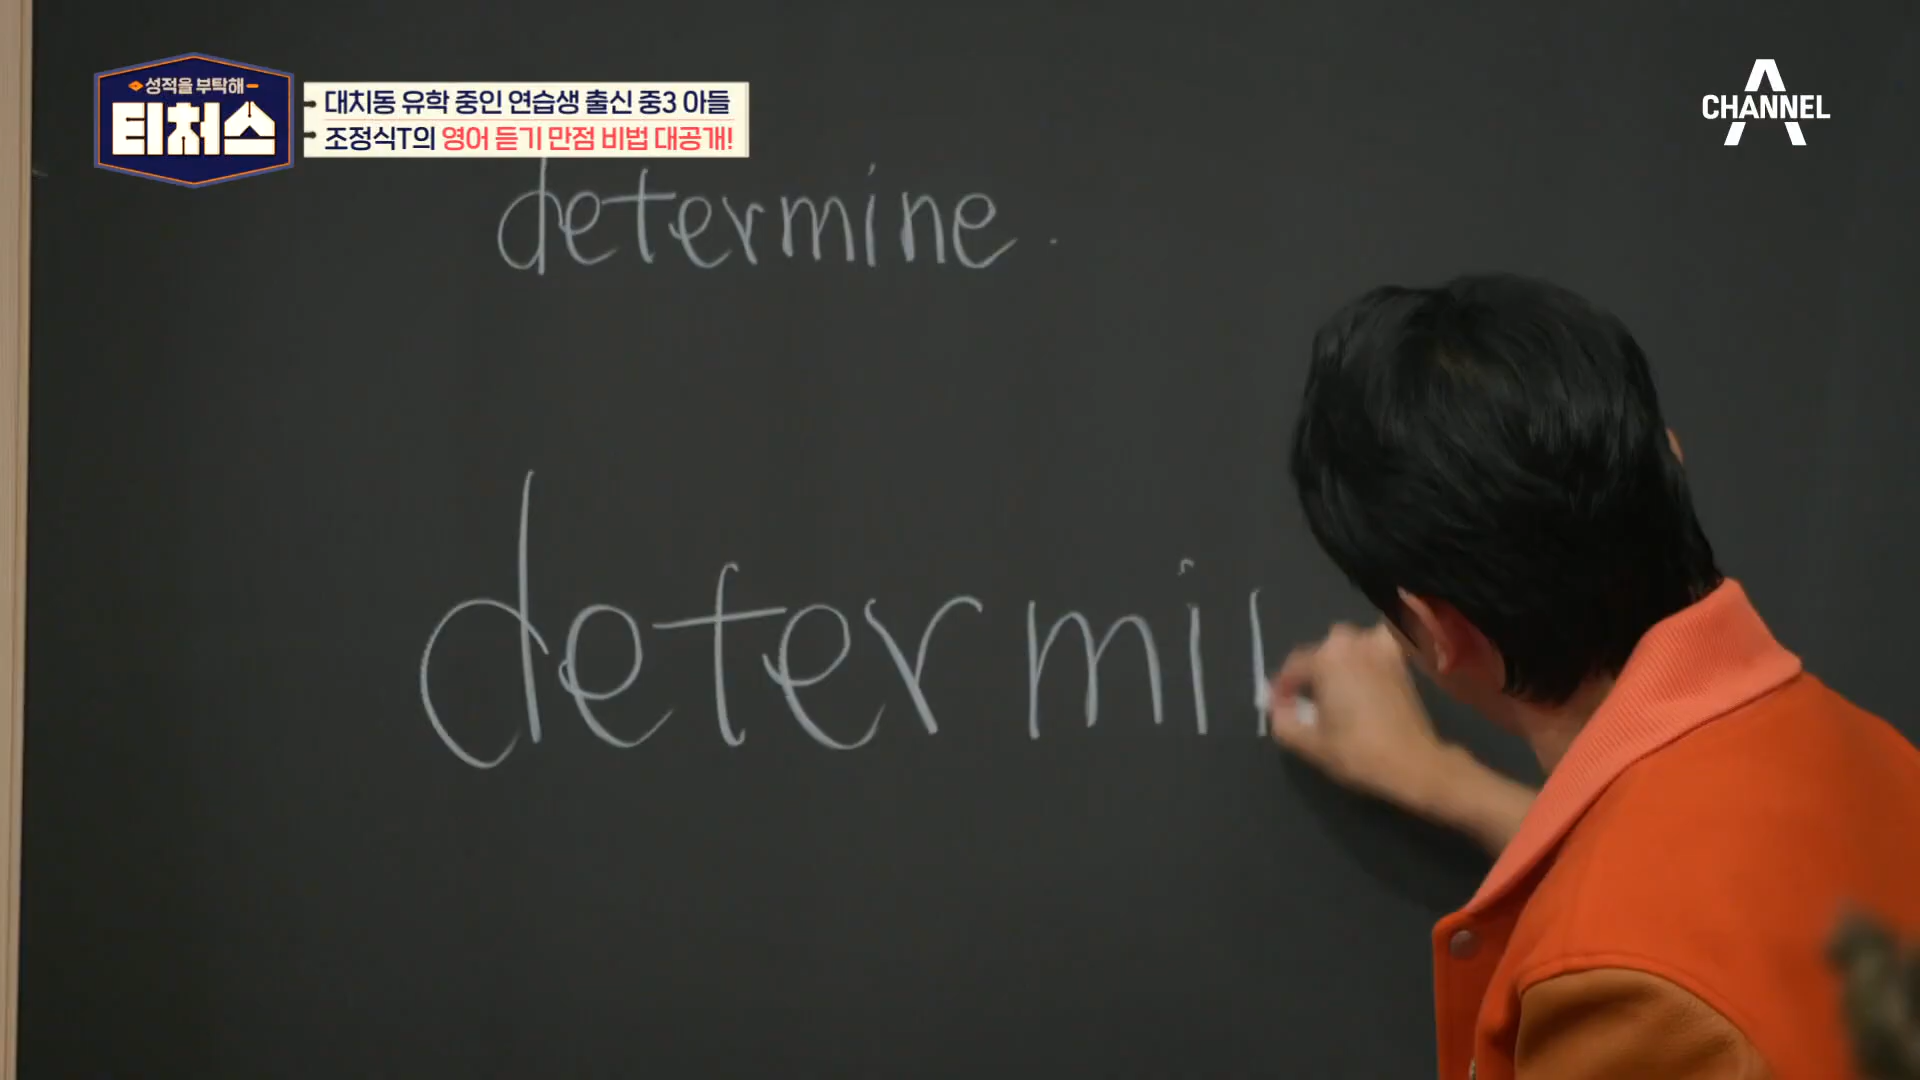 성적을 부탁해
티처스
대치동 유학 중인 연습생 출신 중3 아들
조정식T의 영어 듣기 만점 비법 대공개!
CHANNEL A
determine.
determi